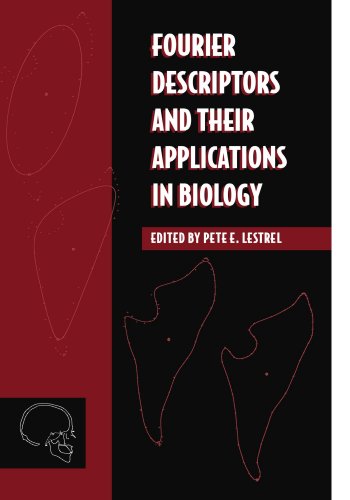 FOURIER
DESCRIPTORS
AND THEIR
APPLICATIONS
IN BIOLOGY
EDITED BY PETE E. LESTREL